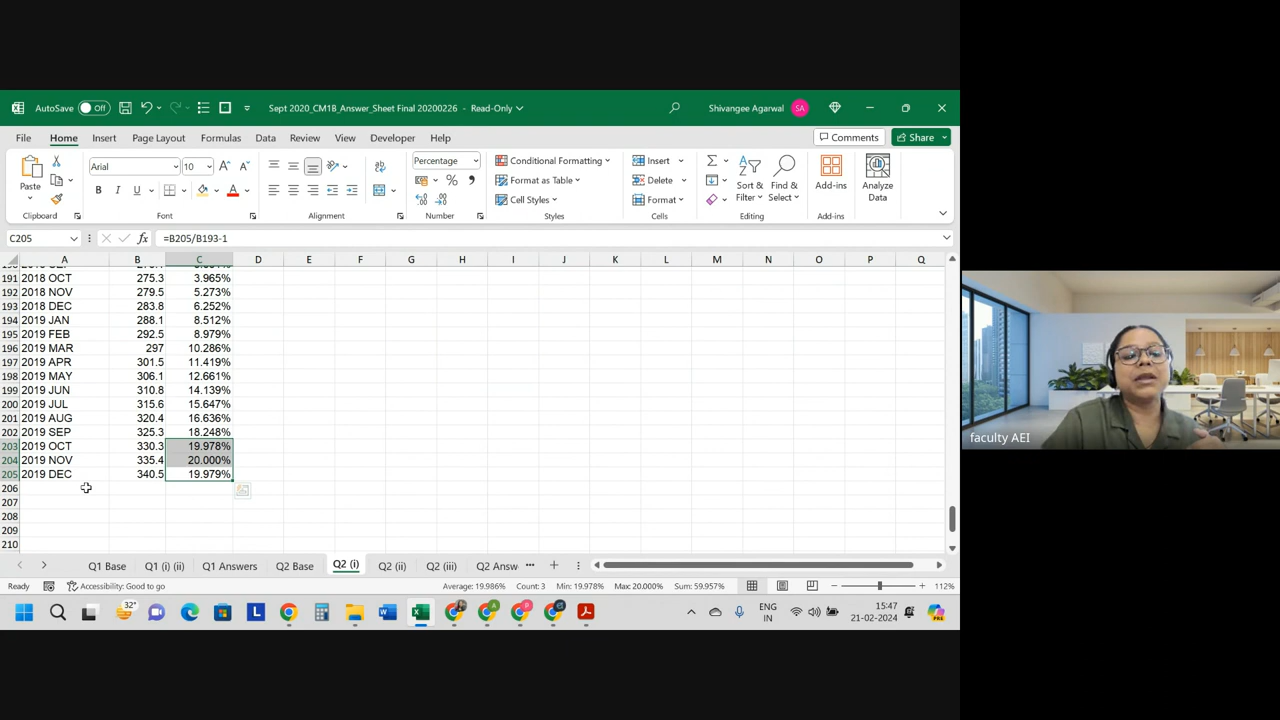 AutoSave Off Sept 2020_CM1B_Answer_Sheet Final 20200226 - Read-Only Shivangee Agarwal SA
File Home Insert Page Layout Formulas Data Review View Developer Help Comments Share
Paste Arial 10 Percentage Conditional Formatting Insert Sort & Find & Add-ins Analyze
Format as Table Delete Filter Select Data
Cell Styles Format
Clipboard Font Alignment Number Styles Cells Editing Add-ins
C205 =B205/B193-1
A B C D E F G H I J K L M N O P Q
191 2018 OCT 275.3 3.965%
192 2018 NOV 279.5 5.273%
193 2018 DEC 283.8 6.252%
194 2019 JAN 288.1 8.512%
195 2019 FEB 292.5 8.979%
196 2019 MAR 297 10.286%
197 2019 APR 301.5 11.419%
198 2019 MAY 306.1 12.661%
199 2019 JUN 310.8 14.139%
200 2019 JUL 315.6 15.647%
201 2019 AUG 320.4 16.636%
202 2019 SEP 325.3 18.248%
203 2019 OCT 330.3 19.978%
204 2019 NOV 335.4 20.000%
205 2019 DEC 340.5 19.979%
206
207
208
209
210
Q1 Base Q1 (i) (ii) Q1 Answers Q2 Base Q2 (i) Q2 (ii) Q2 (iii) Q2 Answ
Ready Accessibility: Good to go Average: 19.986% Count: 3 Min: 19.978% Max: 20.000% Sum: 59.957% 112%
32° ENG 15:47
IN 21-02-2024
faculty AEI